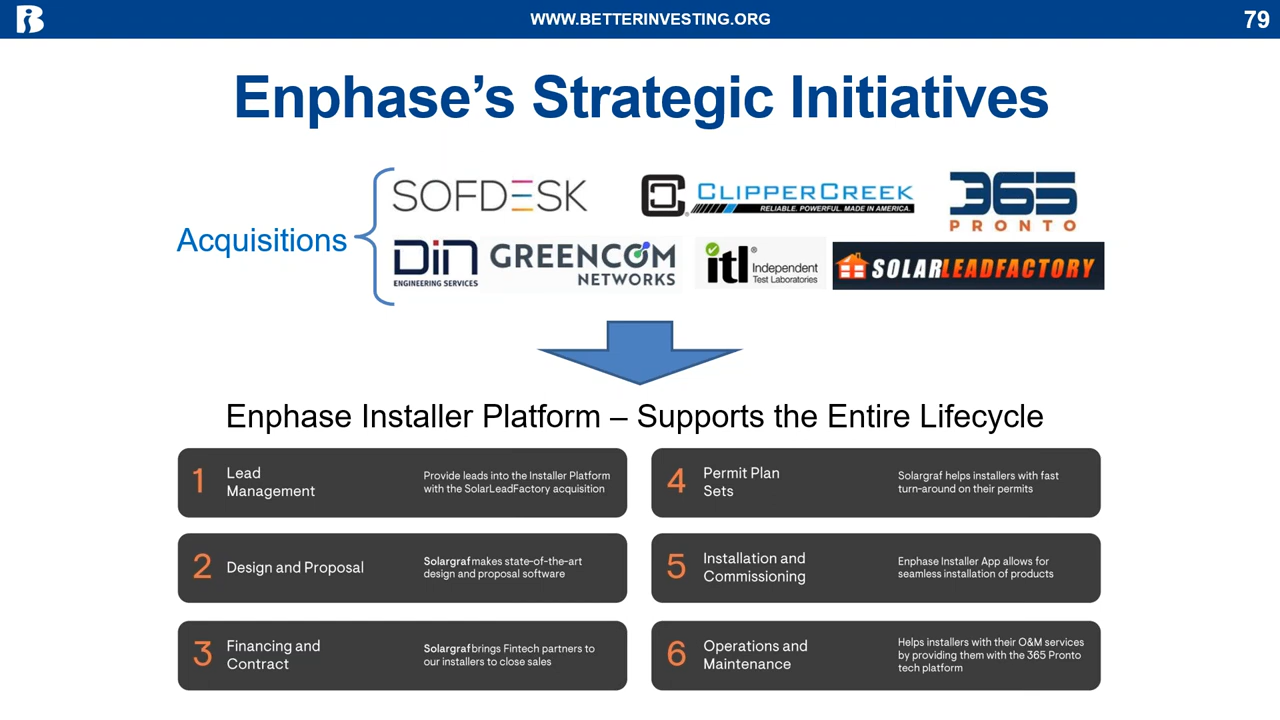 WWW.BETTERINVESTING.ORG
79
Enphase’s Strategic Initiatives
Acquisitions
SOFDESK
CLIPPERCREEK
RELIABLE. POWERFUL. MADE IN AMERICA.
365
PRONTO
DIN
ENGINEERING SERVICES
GREENCOM
NETWORKS
itl®
Independent
Test Laboratories
SOLARLEADFACTORY
Enphase Installer Platform – Supports the Entire Lifecycle
1
Lead
Management
Provide leads into the Installer Platform
with the SolarLeadFactory acquisition
2
Design and Proposal
Solargraf makes state-of-the-art
design and proposal software
3
Financing and
Contract
Solargraf brings Fintech partners to
our installers to close sales
4
Permit Plan
Sets
Solargraf helps installers with fast
turn-around on their permits
5
Installation and
Commissioning
Enphase Installer App allows for
seamless installation of products
6
Operations and
Maintenance
Helps installers with their O&M services
by providing them with the 365 Pronto
tech platform